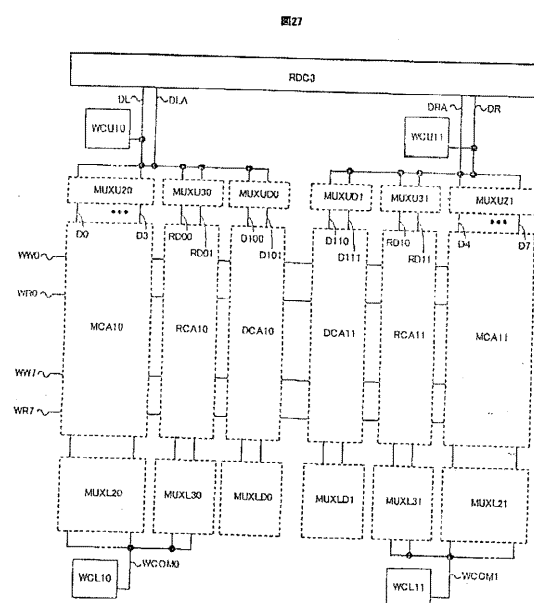 図27
RDC3
DL
DLA
DRA
DR
WCU10
WCU11
MUXU20
MUXU30
MUXUD0
MUXUD1
MUXU31
MUXU21
D0
D3
RD00
RD01
D100
D101
D110
D111
RD10
RD11
D4
D7
WW0
WR0
WW7
WR7
MCA10
RCA10
DCA10
DCA11
RCA11
MCA11
MUXL20
MUXL30
MUXLD0
MUXLD1
MUXL31
MUXL21
WCOM0
WCOM1
WCL10
WCL11